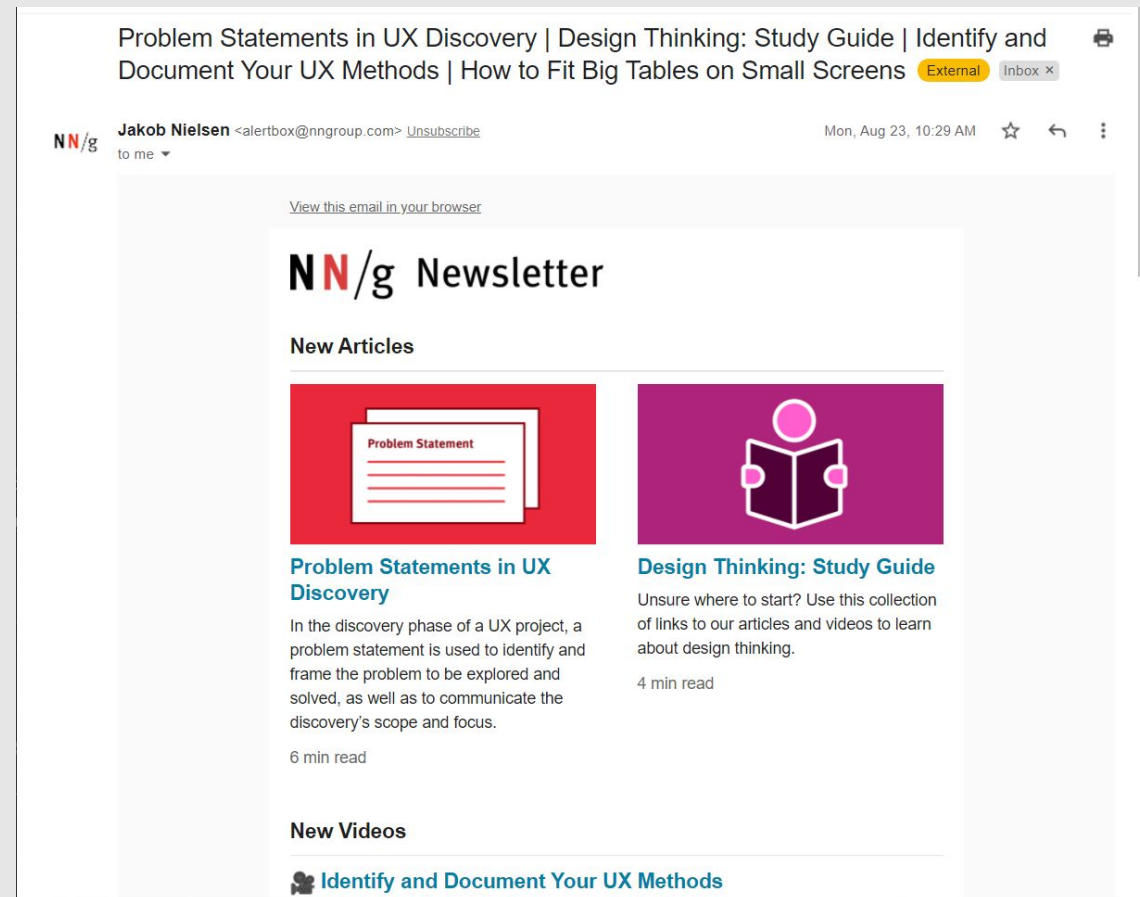 Problem Statements in UX Discovery | Design Thinking: Study Guide | Identify and
Document Your UX Methods | How to Fit Big Tables on Small Screens External Inbox ×
NN/g
Jakob Nielsen <alertbox@nngroup.com> Unsubscribe
Mon, Aug 23, 10:29 AM
to me
View this email in your browser
NN/g Newsletter
New Articles
Problem Statement
Problem Statements in UX
Discovery
In the discovery phase of a UX project, a
problem statement is used to identify and
frame the problem to be explored and
solved, as well as to communicate the
discovery’s scope and focus.
6 min read
Design Thinking: Study Guide
Unsure where to start? Use this collection
of links to our articles and videos to learn
about design thinking.
4 min read
New Videos
Identify and Document Your UX Methods